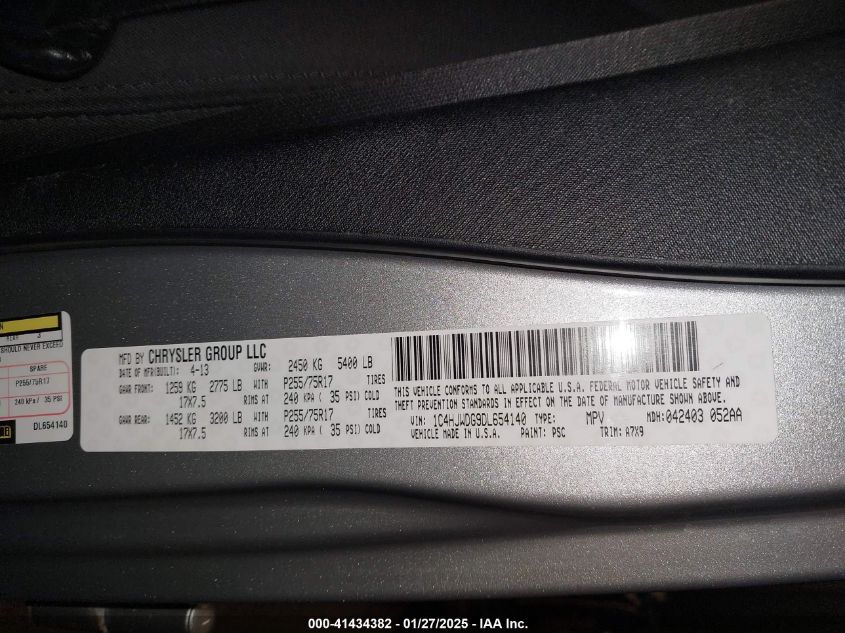 N
MAX 3
SHOULD NEVER EXCEED
SPARE
P255/75R17
240 kPa/ 35 PSI
DL654140
MFD BY CHRYSLER GROUP LLC
DATE OF MFR(BUILT): 4-13 GVWR: 2450 KG 5400 LB
GAWR FRONT: 1259 KG 2775 LB WITH P255/75R17 TIRES
17X7.5 RIMS AT 240 KPA ( 35 PSI) COLD
GAWR REAR: 1452 KG 3200 LB WITH P255/75R17 TIRES
17X7.5 RIMS AT 240 KPA ( 35 PSI) COLD
THIS VEHICLE CONFORMS TO ALL APPLICABLE U.S.A. FEDERAL MOTOR VEHICLE SAFETY AND
THEFT PREVENTION STANDARDS IN EFFECT ON THE DATE OF MANUFACTURE SHOWN ABOVE.
VIN: 1C4HJWDG9DL654140 TYPE: MPV MDH: 042403 052AA
VEHICLE MADE IN U.S.A. PAINT: PSC TRIM: A7X9
000-41434382 - 01/27/2025 - IAA Inc.